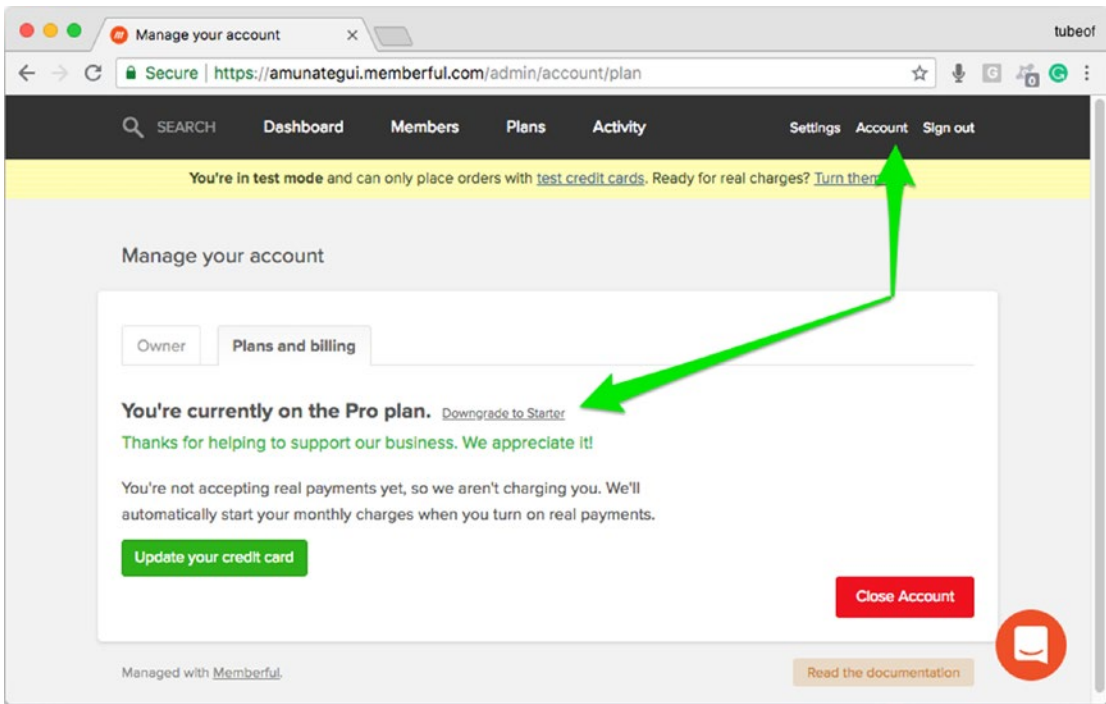 Manage your account
tubeof
Secure | https://amunategui.memberful.com/admin/account/plan
SEARCH Dashboard Members Plans Activity Settings Account Sign out
You're in test mode and can only place orders with test credit cards. Ready for real charges? Turn them
Manage your account
Owner Plans and billing
You're currently on the Pro plan. Downgrade to Starter
Thanks for helping to support our business. We appreciate it!
You're not accepting real payments yet, so we aren't charging you. We'll
automatically start your monthly charges when you turn on real payments.
Update your credit card
Close Account
Managed with Memberful.
Read the documentation